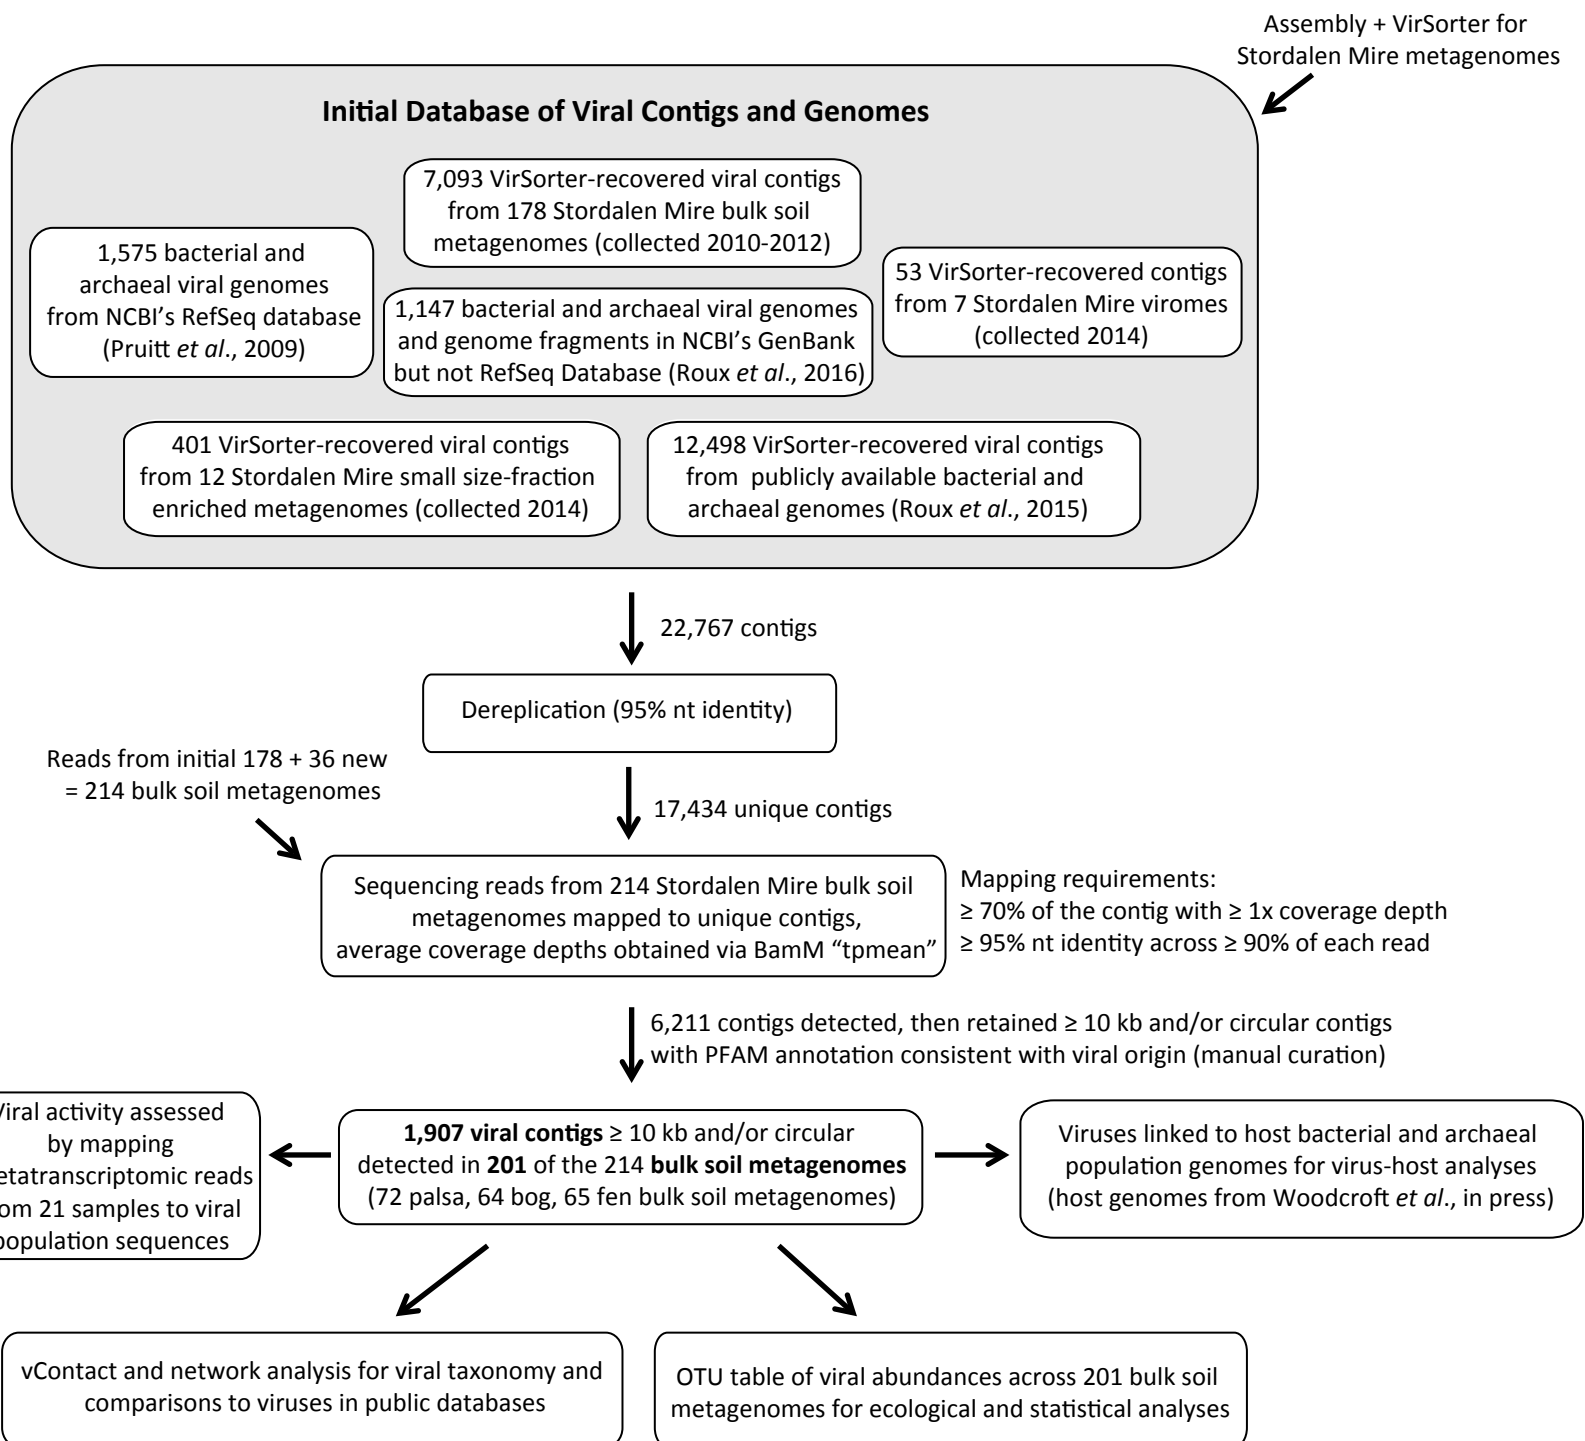 Assembly + VirSorter for
Stordalen Mire metagenomes
Initial Database of Viral Contigs and Genomes
7,093 VirSorter-recovered viral contigs
from 178 Stordalen Mire bulk soil
metagenomes (collected 2010-2012)
1,575 bacterial and
archaeal viral genomes
from NCBI’s RefSeq database
(Pruitt et al., 2009)
53 VirSorter-recovered contigs
from 7 Stordalen Mire viromes
(collected 2014)
1,147 bacterial and archaeal viral genomes
and genome fragments in NCBI’s GenBank
but not RefSeq Database (Roux et al., 2016)
401 VirSorter-recovered viral contigs
from 12 Stordalen Mire small size-fraction
enriched metagenomes (collected 2014)
12,498 VirSorter-recovered viral contigs
from publicly available bacterial and
archaeal genomes (Roux et al., 2015)
22,767 contigs
Dereplication (95% nt identity)
Reads from initial 178 + 36 new
= 214 bulk soil metagenomes
17,434 unique contigs
Sequencing reads from 214 Stordalen Mire bulk soil
metagenomes mapped to unique contigs,
average coverage depths obtained via BamM “tpmean”
Mapping requirements:
≥ 70% of the contig with ≥ 1x coverage depth
≥ 95% nt identity across ≥ 90% of each read
6,211 contigs detected, then retained ≥ 10 kb and/or circular contigs
with PFAM annotation consistent with viral origin (manual curation)
Viral activity assessed
by mapping
etatranscriptomic reads
om 21 samples to viral
population sequences
1,907 viral contigs ≥ 10 kb and/or circular
detected in 201 of the 214 bulk soil metagenomes
(72 palsa, 64 bog, 65 fen bulk soil metagenomes)
Viruses linked to host bacterial and archaeal
population genomes for virus-host analyses
(host genomes from Woodcroft et al., in press)
vContact and network analysis for viral taxonomy and
comparisons to viruses in public databases
OTU table of viral abundances across 201 bulk soil
metagenomes for ecological and statistical analyses